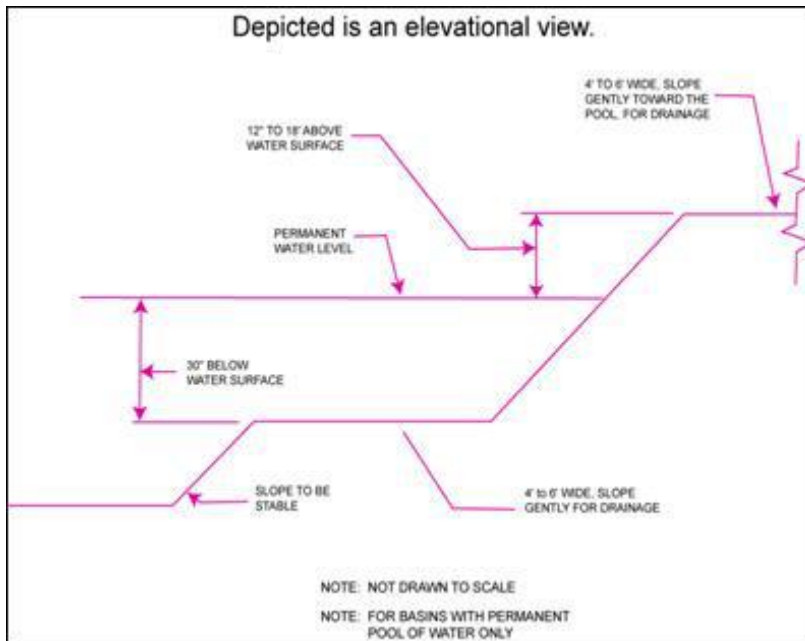 Depicted is an elevational view.
4' TO 6' WIDE, SLOPE
GENTLY TOWARD THE
POOL, FOR DRAINAGE
12" TO 18' ABOVE
WATER SURFACE
PERMANENT
WATER LEVEL
30" BELOW
WATER SURFACE
SLOPE TO BE
STABLE
4' to 6' WIDE, SLOPE
GENTLY FOR DRAINAGE
NOTE: NOT DRAWN TO SCALE
NOTE: FOR BASINS WITH PERMANENT
POOL OF WATER ONLY